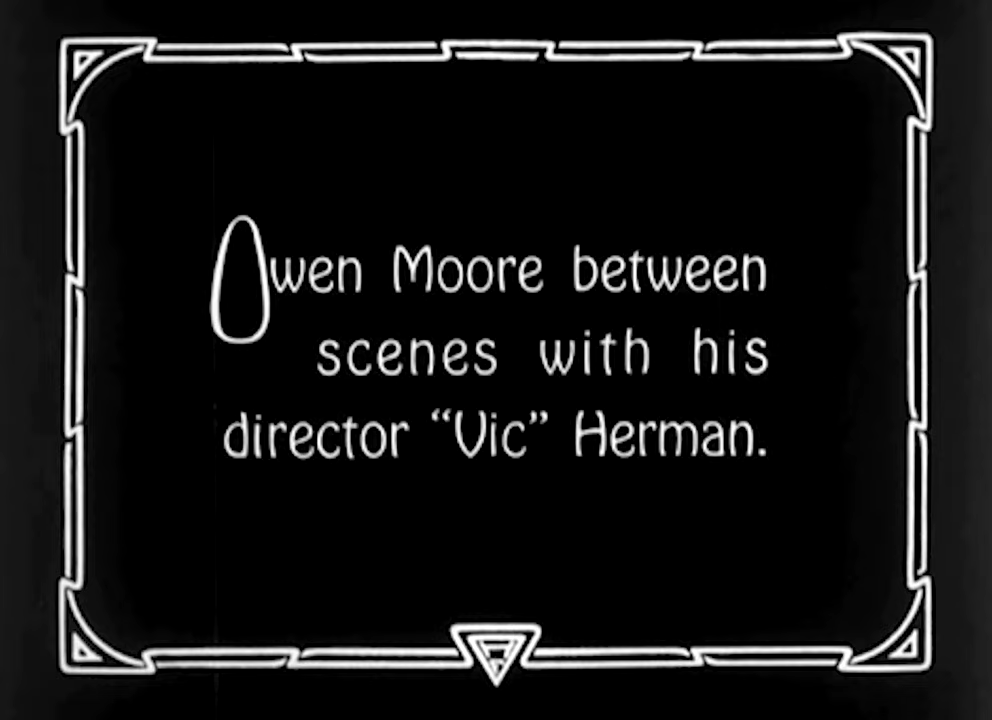 Owen Moore between
scenes with his
director “Vic” Herman.